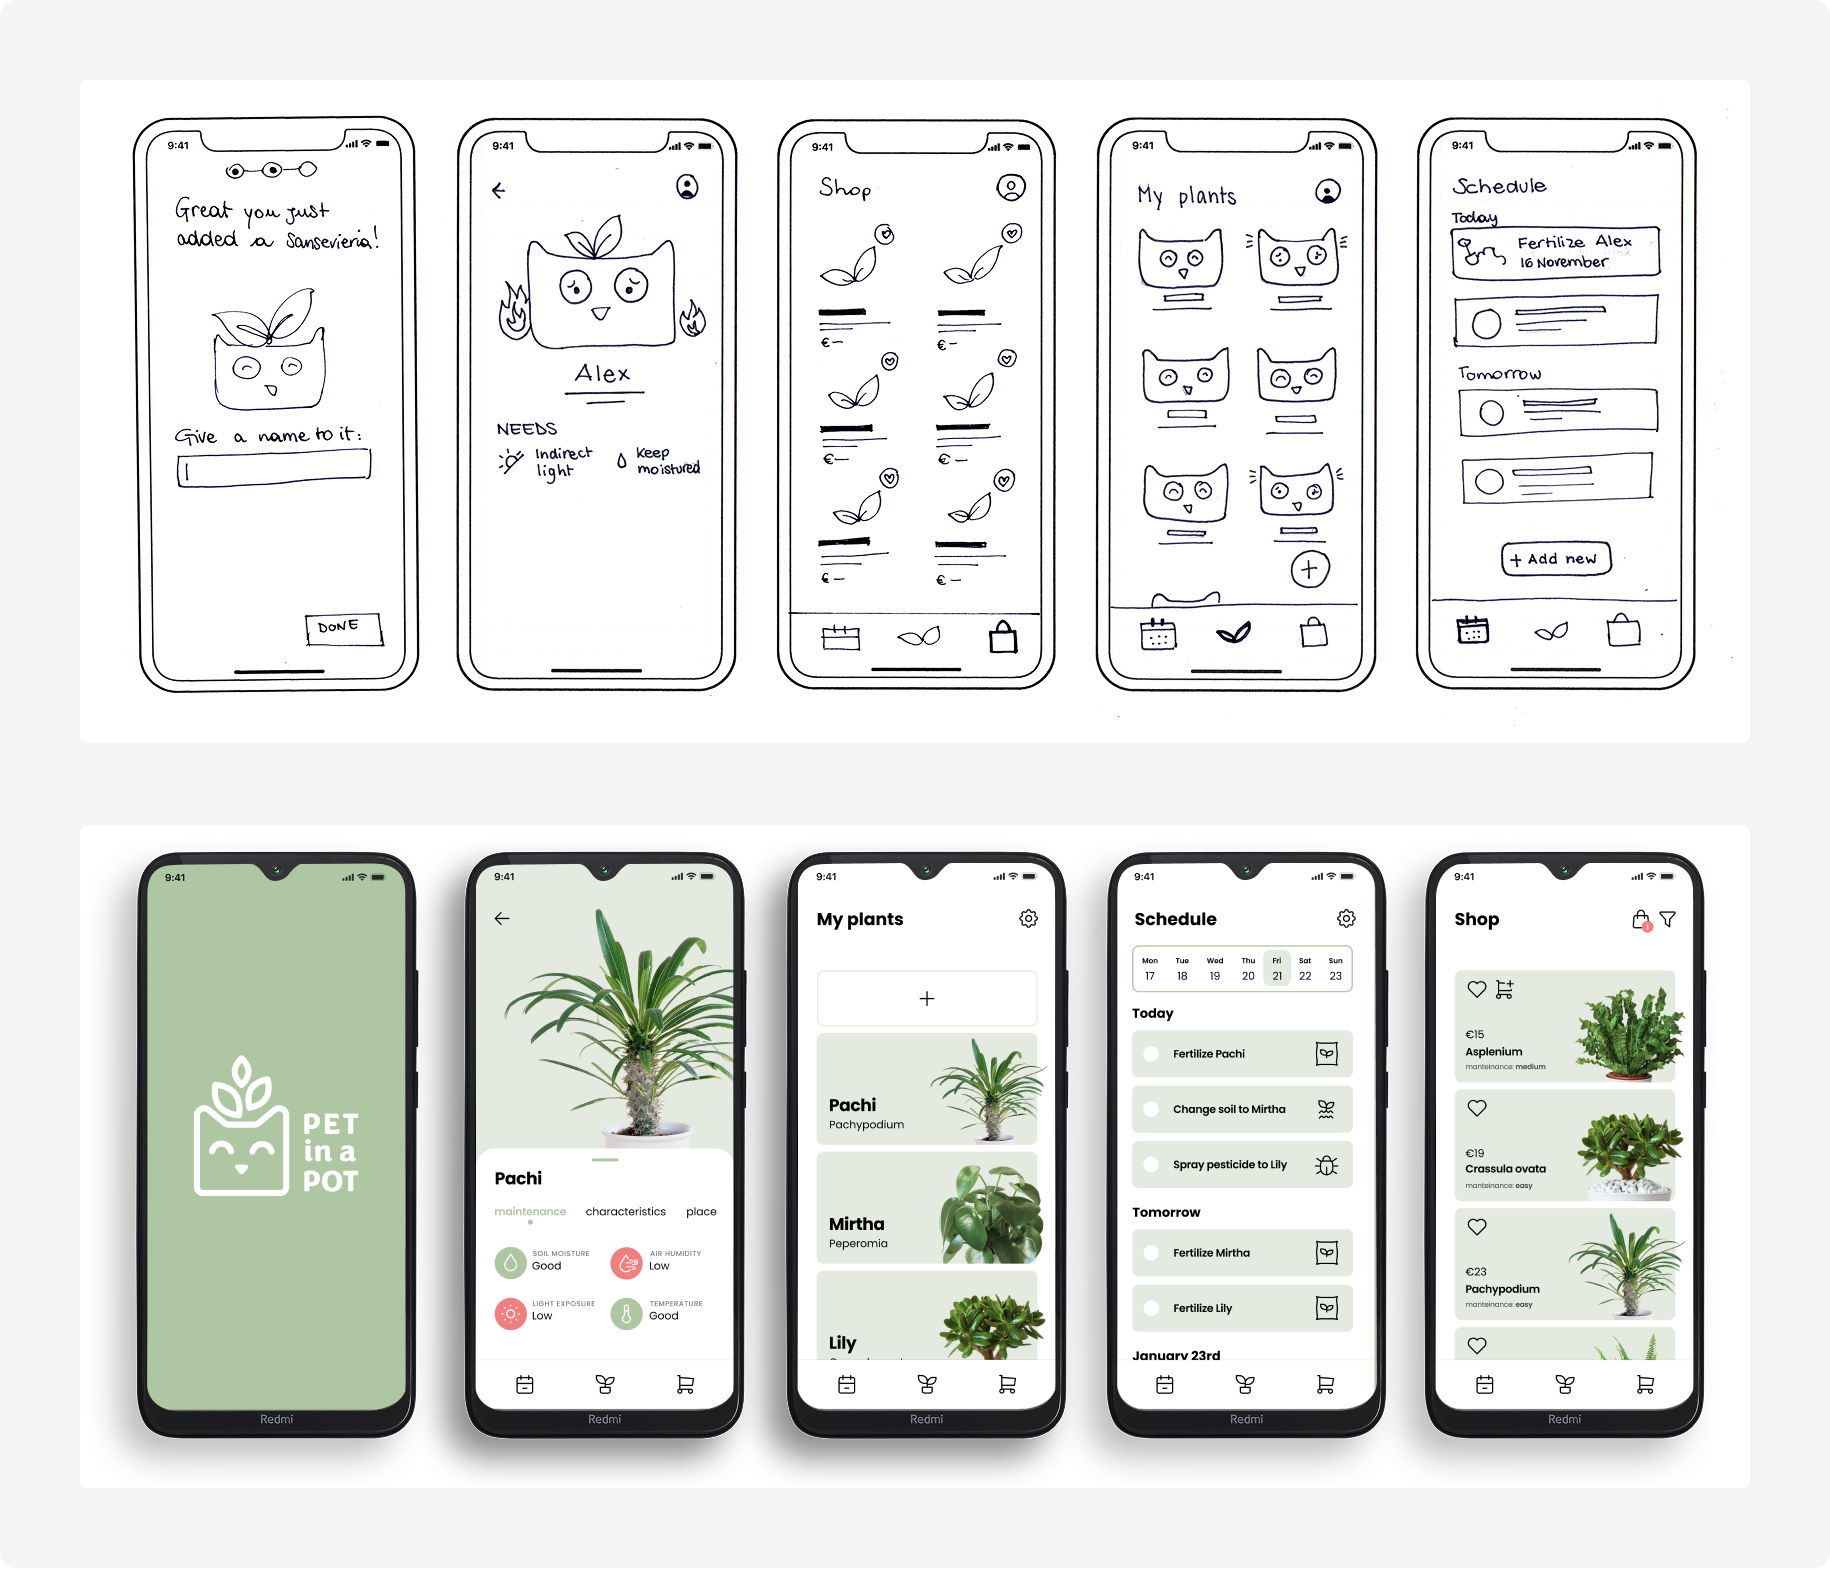 9:41
Great you just
added a Sansevieria!
Give a name to it:
DONE
9:41
Alex
NEEDS
Indirect
light
Keep
moistured
9:41
Shop
€—
€—
€—
€—
€—
€—
9:41
My plants
9:41
Schedule
Today
Fertilize Alex
16 November
Tomorrow
+ Add new
9:41
PET
in a
POT
Redmi
9:41
Pachi
maintenance characteristics place
SOIL MOISTURE
Good
AIR HUMIDITY
Low
LIGHT EXPOSURE
Low
TEMPERATURE
Good
Redmi
9:41
My plants
+
Pachi
Pachypodium
Mirtha
Peperomia
Lily
Redmi
9:41
Schedule
Mon Tue Wed Thu Fri Sat Sun
17 18 19 20 21 22 23
Today
Fertilize Pachi
Change soil to Mirtha
Spray pesticide to Lily
Tomorrow
Fertilize Mirtha
Fertilize Lily
January 23rd
Redmi
9:41
Shop
1
€15
Asplenium
manteinance: medium
€19
Crassula ovata
manteinance: easy
€23
Pachypodium
manteinance: easy
Redmi